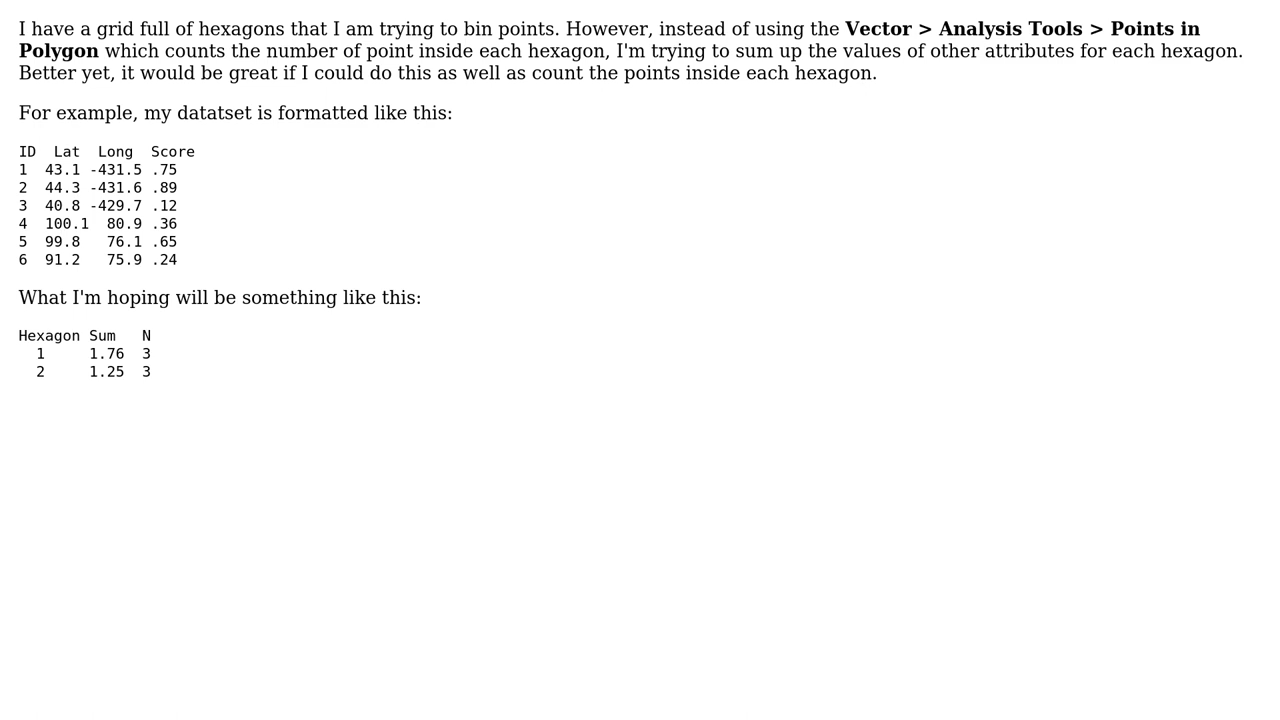 I have a grid full of hexagons that I am trying to bin points. However, instead of using the Vector > Analysis Tools > Points in
Polygon which counts the number of point inside each hexagon, I'm trying to sum up the values of other attributes for each hexagon.
Better yet, it would be great if I could do this as well as count the points inside each hexagon.
For example, my datatset is formatted like this:
ID  Lat  Long  Score
1  43.1 -431.5 .75
2  44.3 -431.6 .89
3  40.8 -429.7 .12
4  100.1  80.9 .36
5  99.8   76.1 .65
6  91.2   75.9 .24
What I'm hoping will be something like this:
Hexagon Sum   N
  1     1.76  3
  2     1.25  3